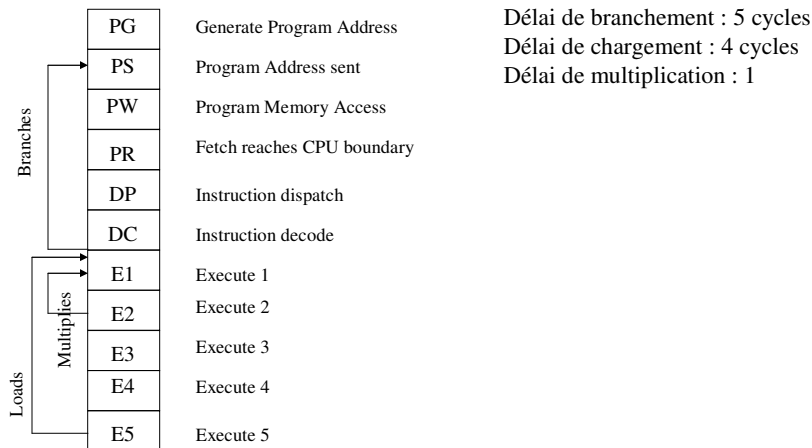 PG Generate Program Address
PS Program Address sent
PW Program Memory Access
PR Fetch reaches CPU boundary
DP Instruction dispatch
DC Instruction decode
E1 Execute 1
E2 Execute 2
E3 Execute 3
E4 Execute 4
E5 Execute 5
Branches
Multiplies
Loads
Délai de branchement : 5 cycles
Délai de chargement : 4 cycles
Délai de multiplication : 1